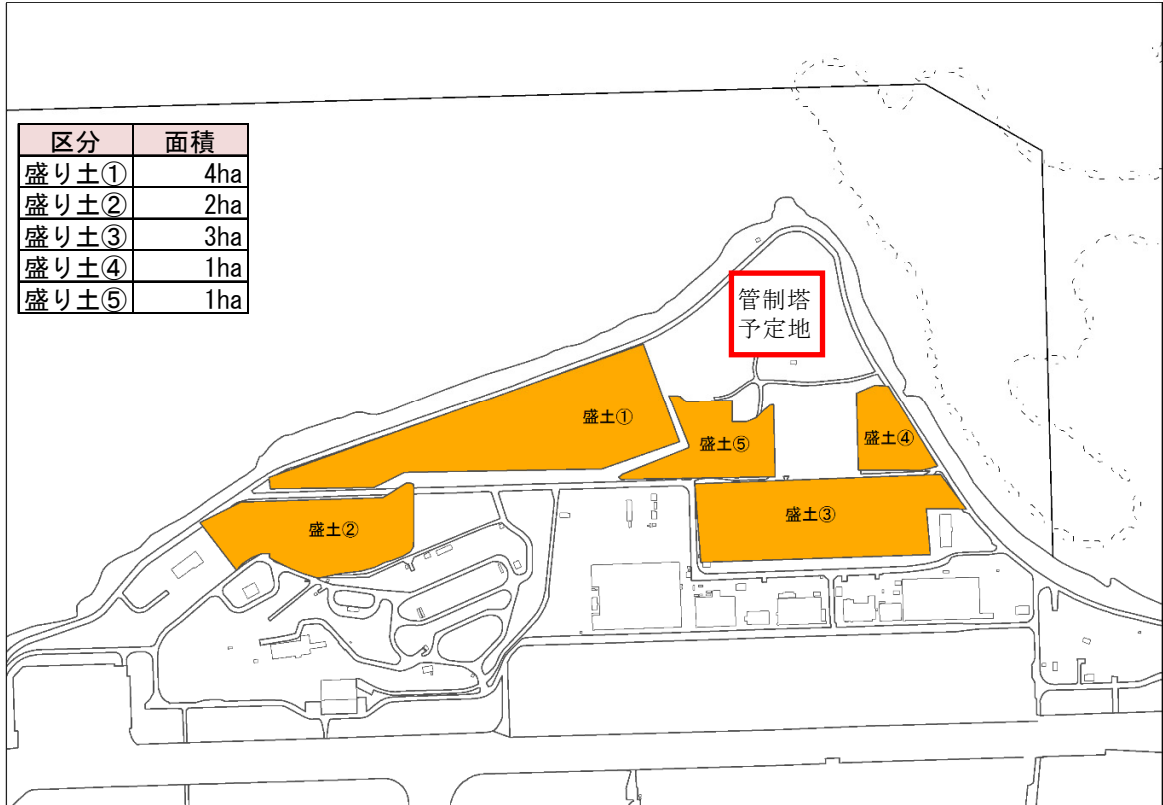 区分 面積
盛り土① 4ha
盛り土② 2ha
盛り土③ 3ha
盛り土④ 1ha
盛り土⑤ 1ha
管制塔
予定地
盛土①
盛土⑤
盛土④
盛土③
盛土②